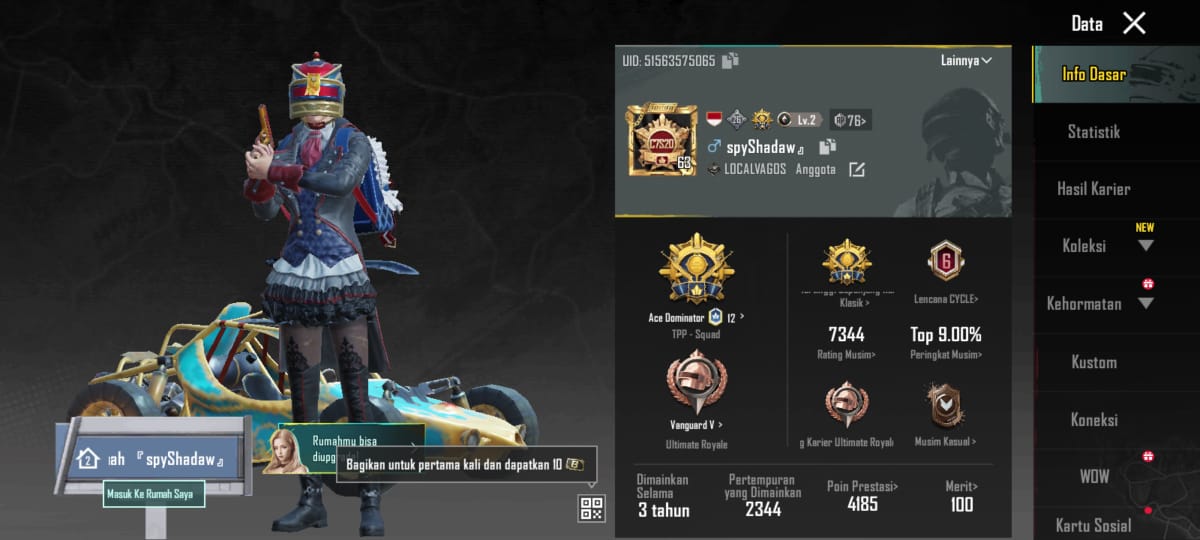 Data
UID: 51563575065
Lainnya
Info Dasar
C7S20
63
26
Lv.2
76>
spyShadaw』
LOCALVAGOS Anggota
Statistik
Hasil Karier
NEW
Koleksi
Kehormatan
Kustom
Koneksi
WOW
Kartu Sosial
Ace Dominator 12 >
TPP - Squad
Klasik>
6
Lencana CYCLE>
7344
Rating Musim>
Top 9.00%
Peringkat Musim>
Vanguard V >
Ultimate Royale
g Karier Ultimate Royale
Musim Kasual >
Dimainkan Selama
3 tahun
Pertempuran
yang Dimainkan
2344
Poin Prestasi>
4185
Merit>
100
2
ah 『spyShadaw』
Masuk Ke Rumah Saya
Rumahmu bisa
Bagikan untuk pertama kali dan dapatkan 10